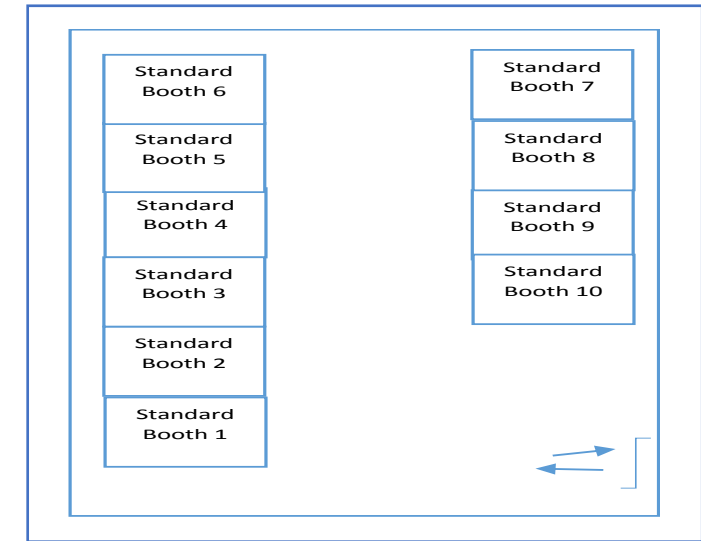 Standard
Booth 6
Standard
Booth 5
Standard
Booth 4
Standard
Booth 3
Standard
Booth 2
Standard
Booth 1
Standard
Booth 7
Standard
Booth 8
Standard
Booth 9
Standard
Booth 10